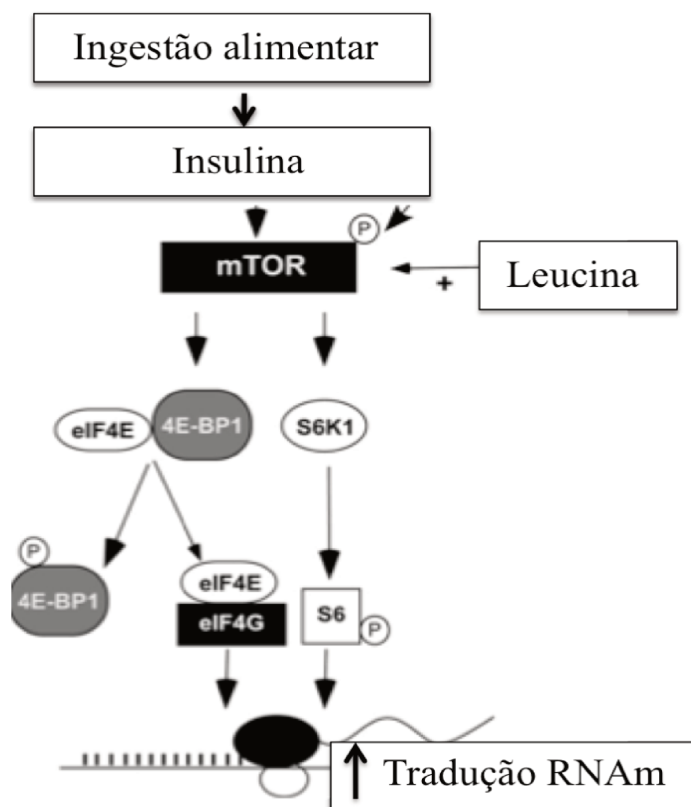 Ingestão alimentar
Insulina
P
mTOR
+
Leucina
eIF4E
4E-BP1
S6K1
P
4E-BP1
eIF4E
eIF4G
S6
P
Tradução RNAm